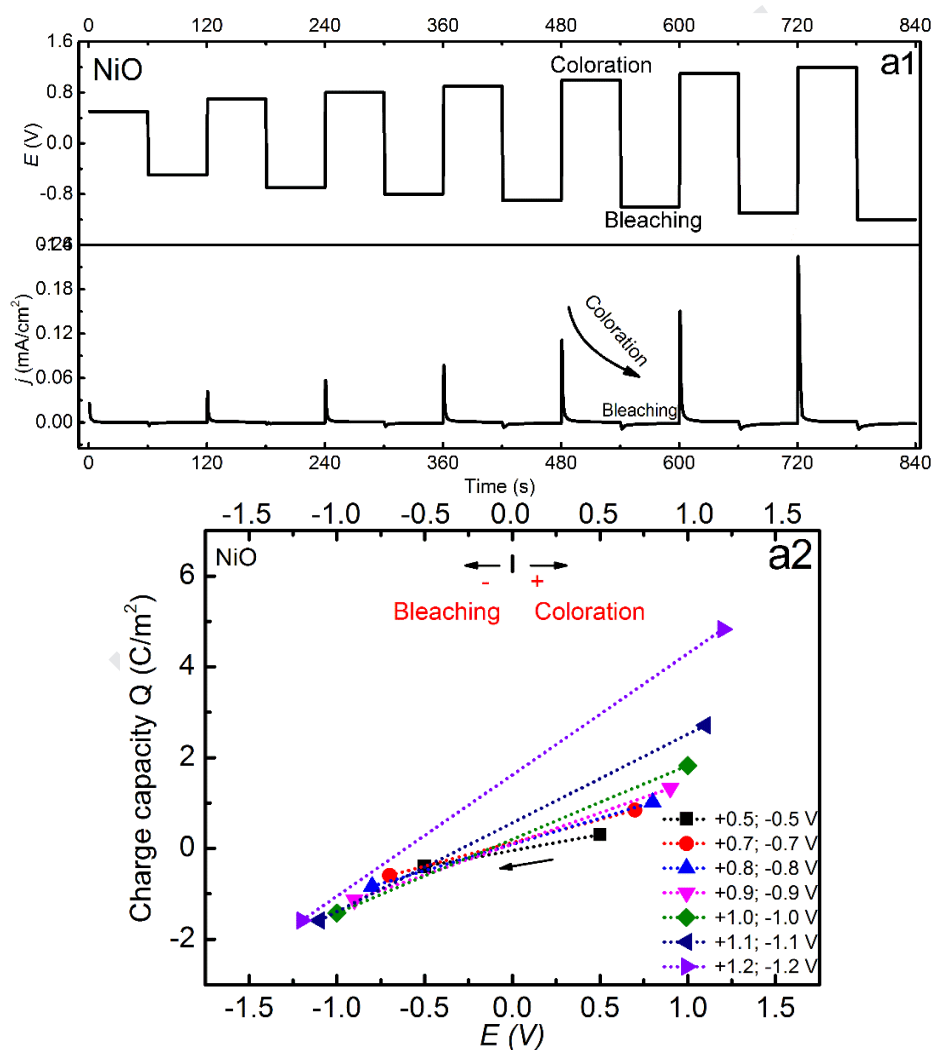 0 120 240 360 480 600 720 840
NiO
Coloration
a1
1.6
0.8
0.0
-0.8
E (V)
Bleaching
0.24
0.18
0.12
0.06
0.00
j (mA/cm²)
Coloration
Bleaching
0 120 240 360 480 600 720 840
Time (s)
-1.5 -1.0 -0.5 0.0 0.5 1.0 1.5
NiO
a2
- +
Bleaching Coloration
6
4
2
0
-2
Charge capacity Q (C/m²)
+0.5; -0.5 V
+0.7; -0.7 V
+0.8; -0.8 V
+0.9; -0.9 V
+1.0; -1.0 V
+1.1; -1.1 V
+1.2; -1.2 V
-1.5 -1.0 -0.5 0.0 0.5 1.0 1.5
E (V)